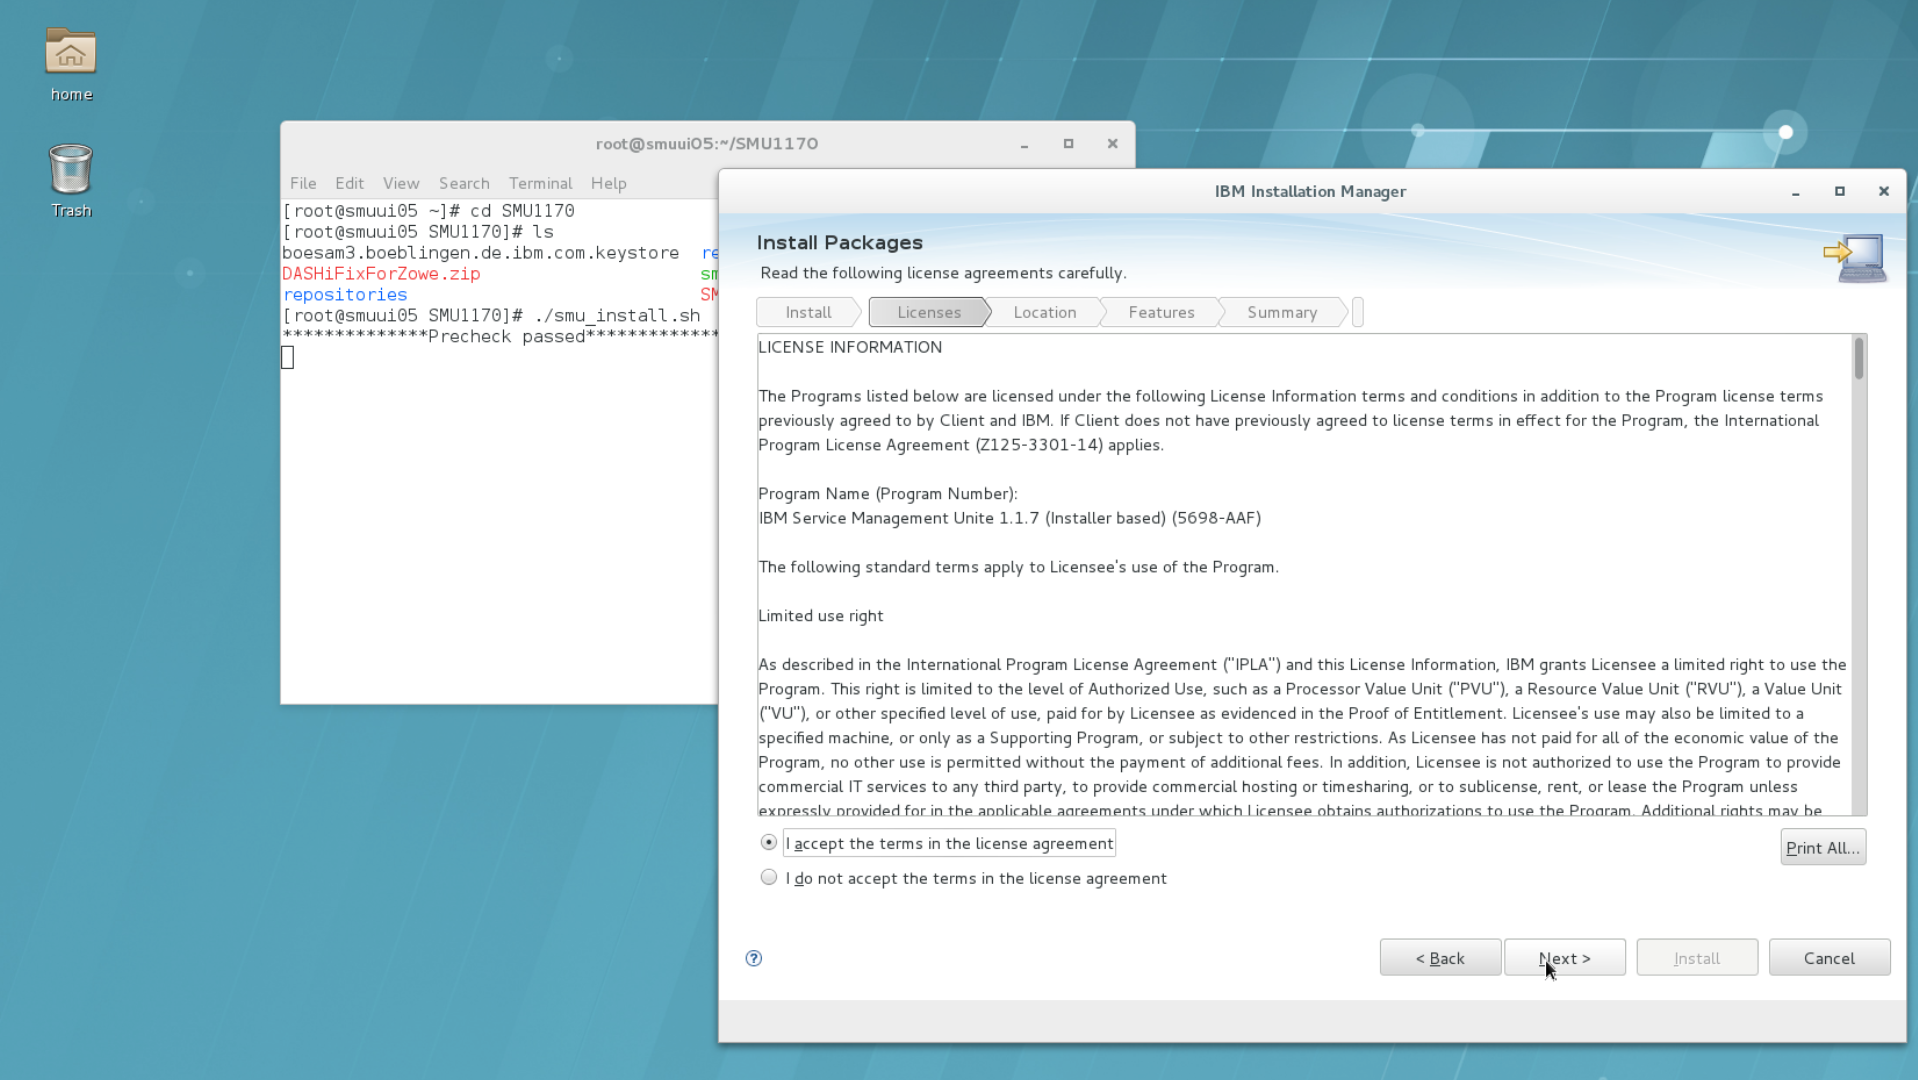 home
Trash
root@smuui05:~/SMU1170
File Edit View Search Terminal Help
[root@smuui05 ~]# cd SMU1170
[root@smuui05 SMU1170]# ls
boesam3.boeblingen.de.ibm.com.keystore re
DASHiFixForZowe.zip sm
repositories SM
[root@smuui05 SMU1170]# ./smu_install.sh
**************Precheck passed*************
IBM Installation Manager
Install Packages
Read the following license agreements carefully.
Install Licenses Location Features Summary
LICENSE INFORMATION
The Programs listed below are licensed under the following License Information terms and conditions in addition to the Program license terms
previously agreed to by Client and IBM. If Client does not have previously agreed to license terms in effect for the Program, the International
Program License Agreement (Z125-3301-14) applies.
Program Name (Program Number):
IBM Service Management Unite 1.1.7 (Installer based) (5698-AAF)
The following standard terms apply to Licensee's use of the Program.
Limited use right
As described in the International Program License Agreement ("IPLA") and this License Information, IBM grants Licensee a limited right to use the
Program. This right is limited to the level of Authorized Use, such as a Processor Value Unit ("PVU"), a Resource Value Unit ("RVU"), a Value Unit
("VU"), or other specified level of use, paid for by Licensee as evidenced in the Proof of Entitlement. Licensee's use may also be limited to a
specified machine, or only as a Supporting Program, or subject to other restrictions. As Licensee has not paid for all of the economic value of the
Program, no other use is permitted without the payment of additional fees. In addition, Licensee is not authorized to use the Program to provide
commercial IT services to any third party, to provide commercial hosting or timesharing, or to sublicense, rent, or lease the Program unless
expressly provided for in the applicable agreements under which Licensee obtains authorizations to use the Program. Additional rights may be
I accept the terms in the license agreement
Print All...
I do not accept the terms in the license agreement
?
< Back Next > Install Cancel